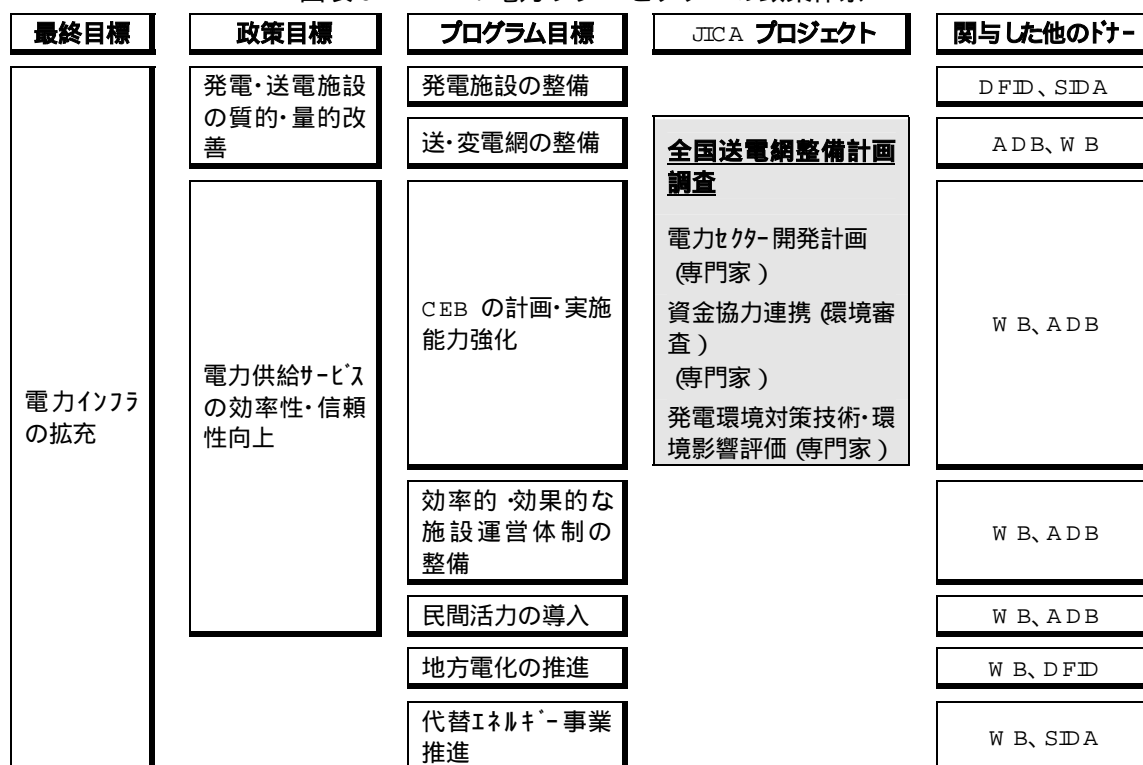 最終目標
政策目標
プログラム目標
JICA プロジェクト
関与した他のドナー
電力インフラ
の拡充
発電・送電施設
の質的・量的改
善
電力供給サービス
の効率性・信頼
性向上
発電施設の整備
送・変電網の整備
CEB の計画・実施
能力強化
効率的・効果的な
施設運営体制の
整備
民間活力の導入
地方電化の推進
代替エネルギー事業
推進
全国送電網整備計画
調査
電力セクター開発計画
(専門家)
資金協力連携(環境審
査)
(専門家)
発電環境対策技術・環
境影響評価(専門家)
DFID、SIDA
ADB、WB
WB、ADB
WB、ADB
WB、ADB
WB、DFID
WB、SIDA